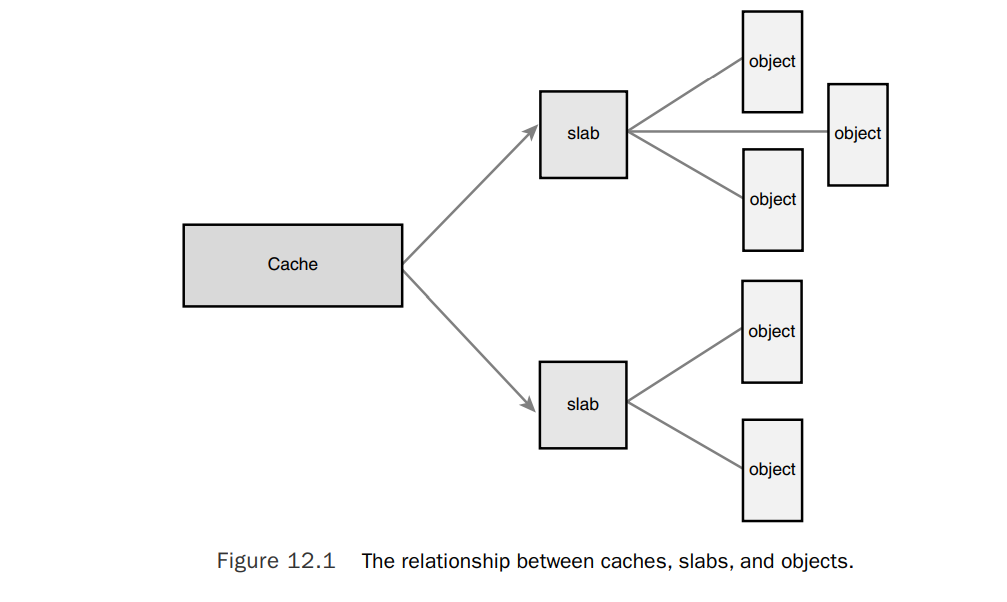 object
slab
object
object
Cache
object
slab
object
Figure 12.1 The relationship between caches, slabs, and objects.